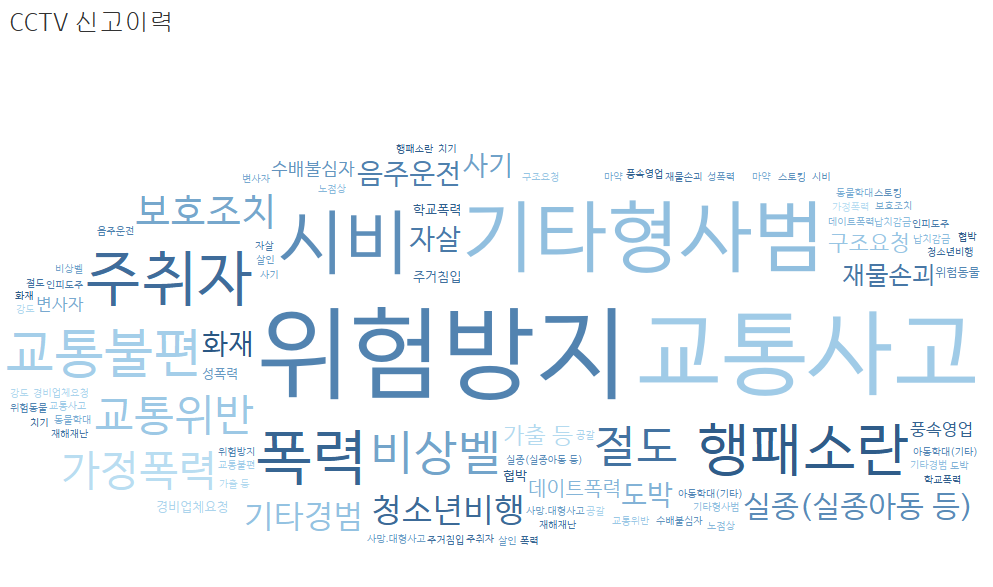 CCTV 신고이력
행패소란 치기
수배불심자 음주운전 사기
변사자 노점상 구조요청 마약 풍속영업 재물손괴 성폭력 마약 스토킹 시비
동물학대 스토킹
가정폭력 보호조치
보호조치 시비 학교폭력 기타형사범
데이트폭력 납치감금 인피도주
음주운전 자살 자살 구조요청 납치감금 협박
청소년비행
주취자 살인 사기 주거침입 재물손괴 위험동물
비상벨
절도 인피도주
화재 변사자
강도
위험방지 교통사고
교통불편 화재
성폭력
강도 경비업체요청
위험동물 교통사고 교통위반
치기 동물학대
재해재난
폭력 비상벨 가출 등 공갈 절도 행패소란 풍속영업
위험방지 아동학대(기타)
가정폭력 교통불편 실종(실종아동 등) 기타경범 도박
가출 등 협박 학교폭력
데이트폭력 도박 아동학대(기타)
경비업체요청 기타경범 청소년비행 사망.대형사고 공갈 기타형사범 실종(실종아동 등)
재해재난 교통위반 수배불심자 노점상
사망.대형사고 주거침입 주취자 살인 폭력